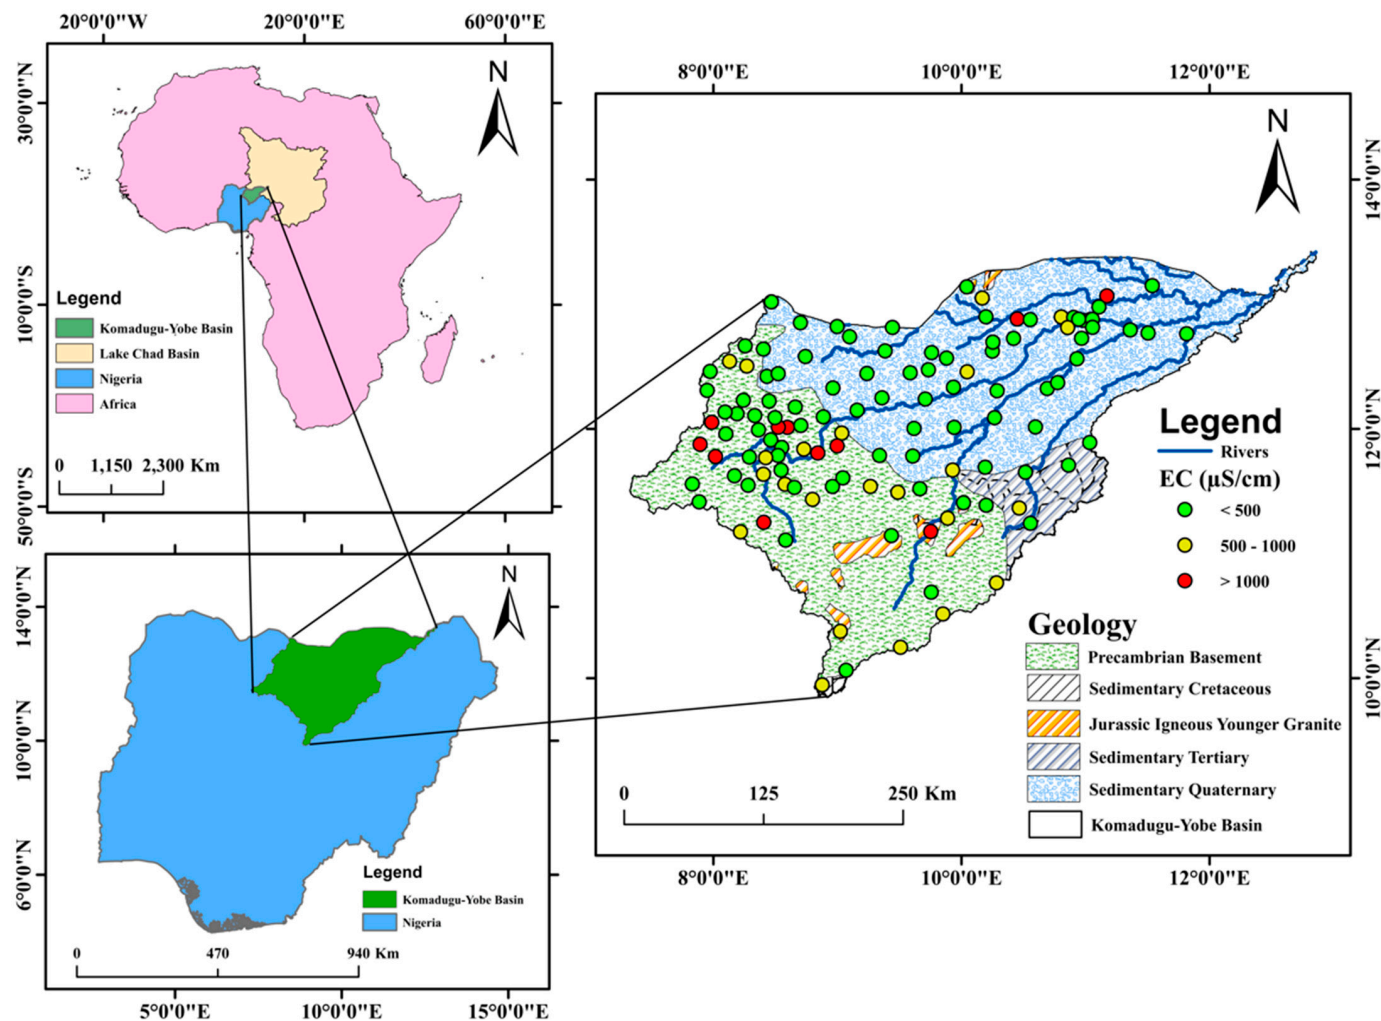 20°0'0"W 20°0'0"E 60°0'0"E
30°0'0"N
10°0'0"S
50°0'0"S
N
Legend
Komadugu-Yobe Basin
Lake Chad Basin
Nigeria
Africa
0 1,150 2,300 Km
14°0'0"N
10°0'0"N
6°0'0"N
N
Legend
Komadugu-Yobe Basin
Nigeria
0 470 940 Km
5°0'0"E 10°0'0"E 15°0'0"E
8°0'0"E 10°0'0"E 12°0'0"E
N
14°0'0"N
12°0'0"N
10°0'0"N
Legend
Rivers
EC (µS/cm)
< 500
500 - 1000
> 1000
Geology
Precambrian Basement
Sedimentary Cretaceous
Jurassic Igneous Younger Granite
Sedimentary Tertiary
Sedimentary Quaternary
Komadugu-Yobe Basin
0 125 250 Km
8°0'0"E 10°0'0"E 12°0'0"E